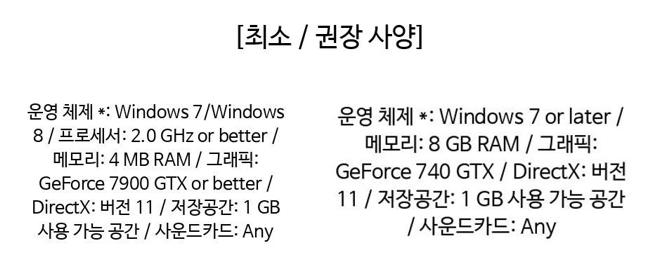 [최소 / 권장 사양]
운영 체제 *: Windows 7/Windows
8 / 프로세서: 2.0 GHz or better /
메모리: 4 MB RAM / 그래픽:
GeForce 7900 GTX or better /
DirectX: 버전 11 / 저장공간: 1 GB
사용 가능 공간 / 사운드카드: Any
운영 체제 *: Windows 7 or later /
메모리: 8 GB RAM / 그래픽:
GeForce 740 GTX / DirectX: 버전
11 / 저장공간: 1 GB 사용 가능 공간
/ 사운드카드: Any